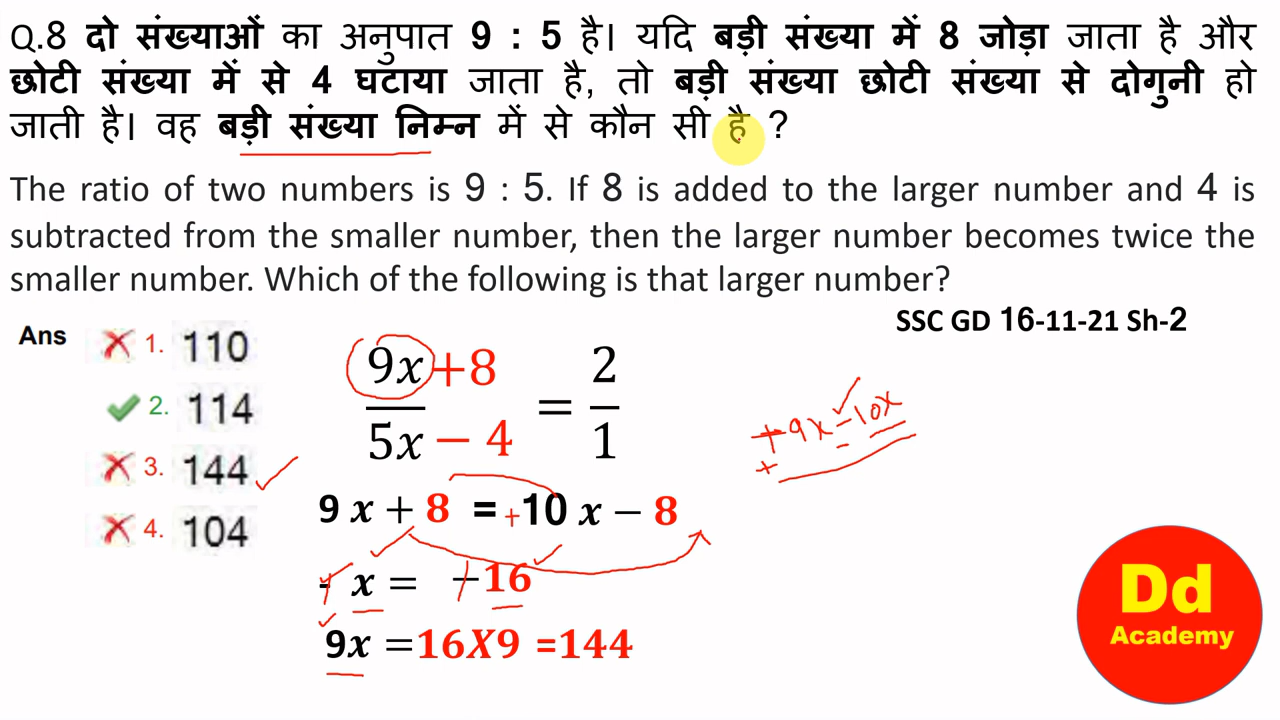 Q.8 दो संख्याओं का अनुपात 9 : 5 है। यदि बड़ी संख्या में 8 जोड़ा जाता है और
छोटी संख्या में से 4 घटाया जाता है, तो बड़ी संख्या छोटी संख्या से दोगुनी हो
जाती है। वह बड़ी संख्या निम्न में से कौन सी है ?
The ratio of two numbers is 9 : 5. If 8 is added to the larger number and 4 is
subtracted from the smaller number, then the larger number becomes twice the
smaller number. Which of the following is that larger number?
SSC GD 16-11-21 Sh-2
Ans
1. 110
2. 114
3. 144
4. 104
9x+8
5x− 4
=
2
1
+9x −10x
+
9 x + 8 = +10 x − 8
- x = −16
9x =16X9 =144
Dd
Academy